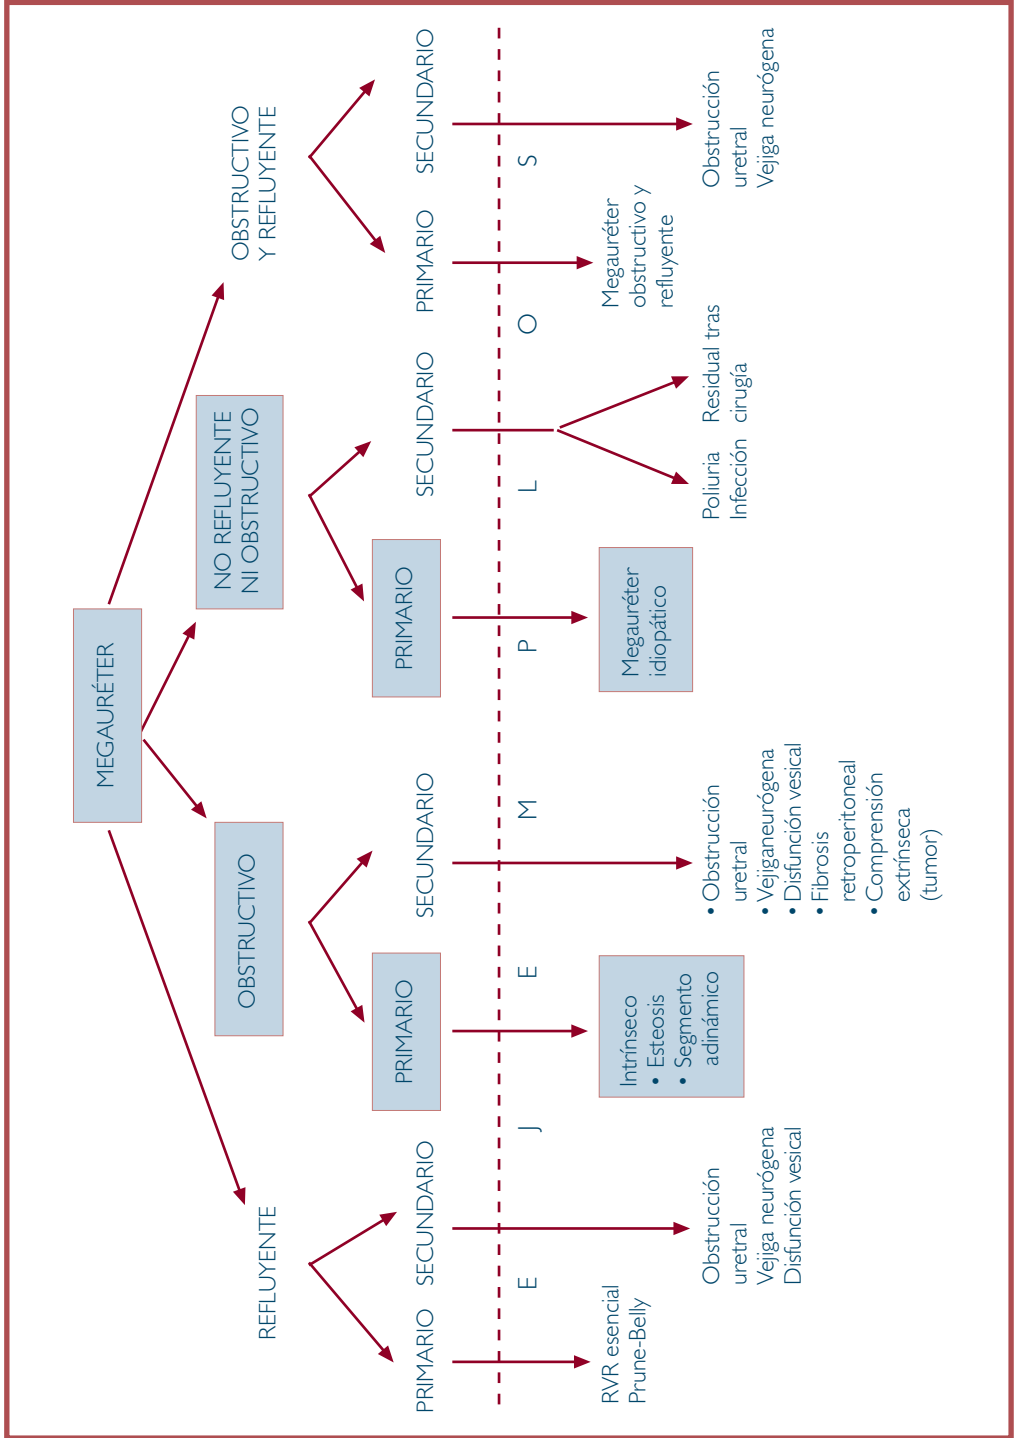 MEGAURÉTER
REFLUYENTE
OBSTRUCTIVO
NO REFLUYENTE
NI OBSTRUCTIVO
OBSTRUCTIVO
Y REFLUYENTE
PRIMARIO
SECUNDARIO
PRIMARIO
SECUNDARIO
PRIMARIO
SECUNDARIO
PRIMARIO
SECUNDARIO
E J E M P L O S
RVR esencial
Prune-Belly
Obstrucción
uretral
Vejiga neurógena
Disfunción vesical
Intrínseco
• Esteosis
• Segmento
adinámico
• Obstrucción
uretral
• Vejiganeurógena
• Disfunción vesical
• Fibrosis
retroperitoneal
• Comprensión
extrínseca
(tumor)
Megauréter
idiopático
Poliuria
Infección
Residual tras
cirugía
Megauréter
obstructivo y
refluyente
Obstrucción
uretral
Vejiga neurógena